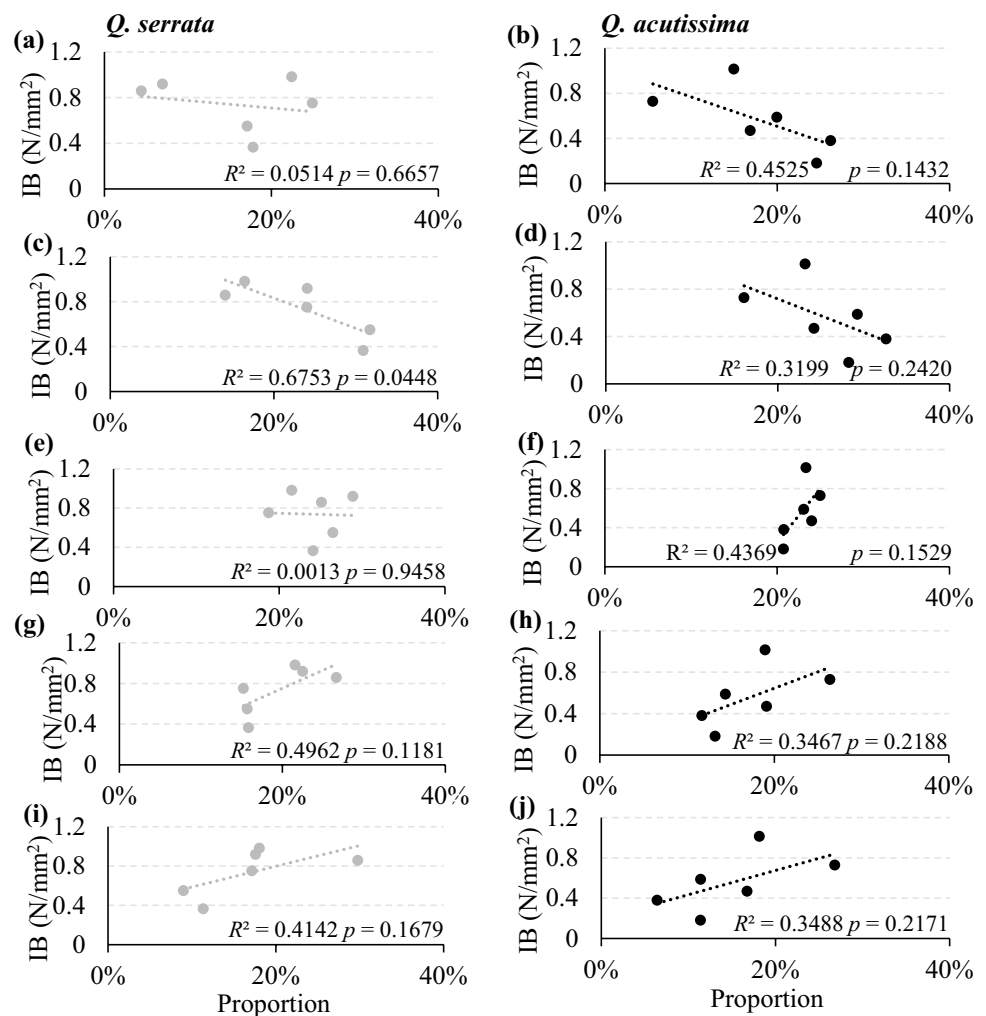 Q. serrata
Q. acutissima
(a)
IB (N/mm²)
1.2
0.8
0.4
0
R² = 0.0514 p = 0.6657
0% 20% 40%
(b)
IB (N/mm²)
1.2
0.8
0.4
0
R² = 0.4525 p = 0.1432
0% 20% 40%
(c)
IB (N/mm²)
1.2
0.8
0.4
0
R² = 0.6753 p = 0.0448
0% 20% 40%
(d)
IB (N/mm²)
1.2
0.8
0.4
0
R² = 0.3199 p = 0.2420
0% 20% 40%
(e)
IB (N/mm²)
1.2
0.8
0.4
0
R² = 0.0013 p = 0.9458
0% 20% 40%
(f)
IB (N/mm²)
1.2
0.8
0.4
0
R² = 0.4369 p = 0.1529
0% 20% 40%
(g)
IB (N/mm²)
1.2
0.8
0.4
0
R² = 0.4962 p = 0.1181
0% 20% 40%
(h)
IB (N/mm²)
1.2
0.8
0.4
0
R² = 0.3467 p = 0.2188
0% 20% 40%
(i)
IB (N/mm²)
1.2
0.8
0.4
0
R² = 0.4142 p = 0.1679
0% 20% 40%
Proportion
(j)
IB (N/mm²)
1.2
0.8
0.4
0
R² = 0.3488 p = 0.2171
0% 20% 40%
Proportion